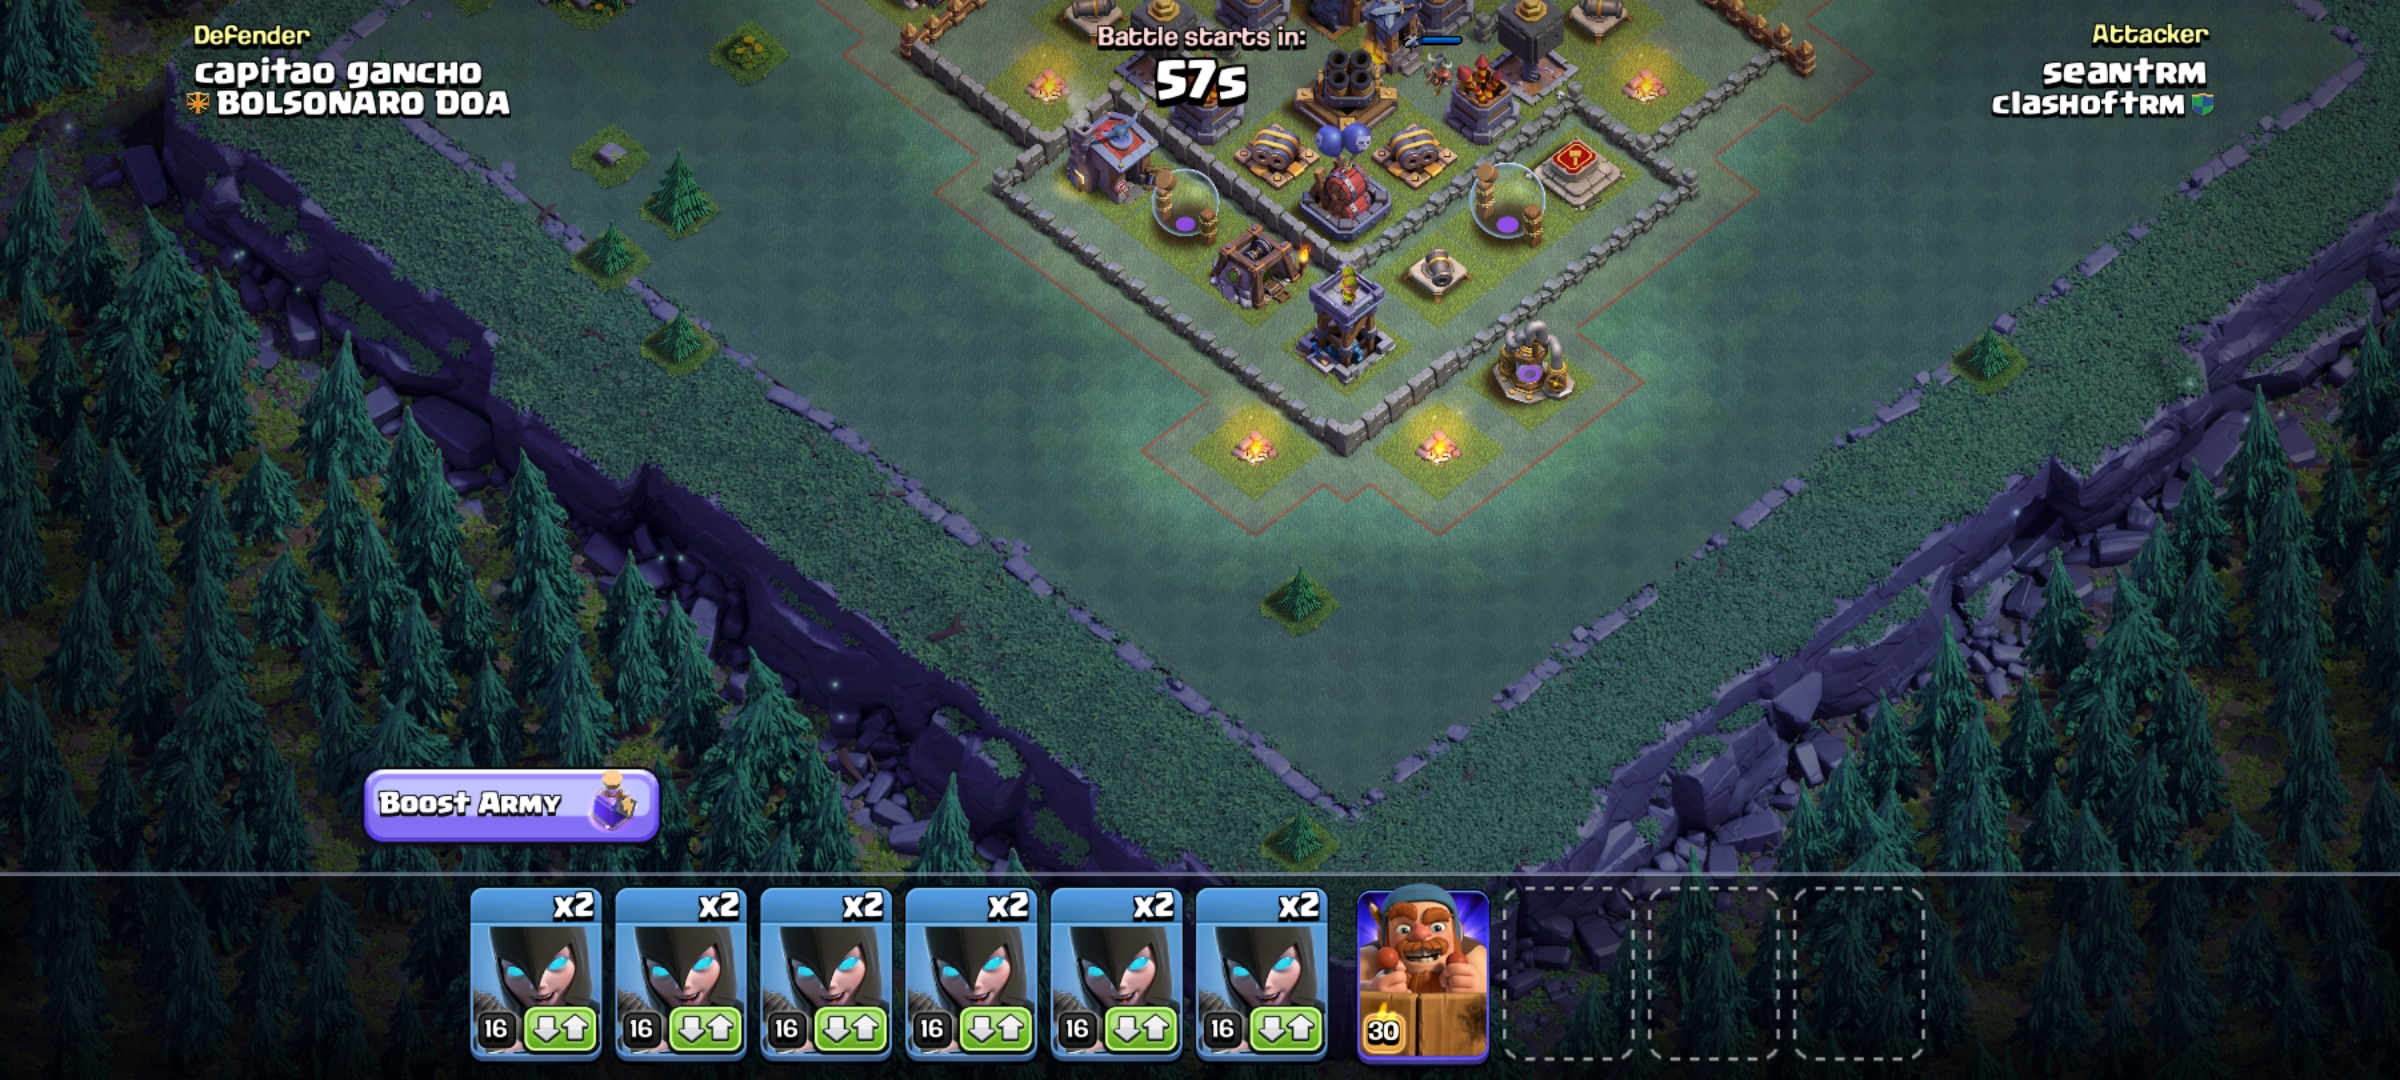 Defender
capitao gancho
BOLSONARO DOA
Battle starts in:
57s
Attacker
seantRM
clashoftRM
Boost Army
x2
x2
x2
x2
x2
x2
16
16
16
16
16
16
30